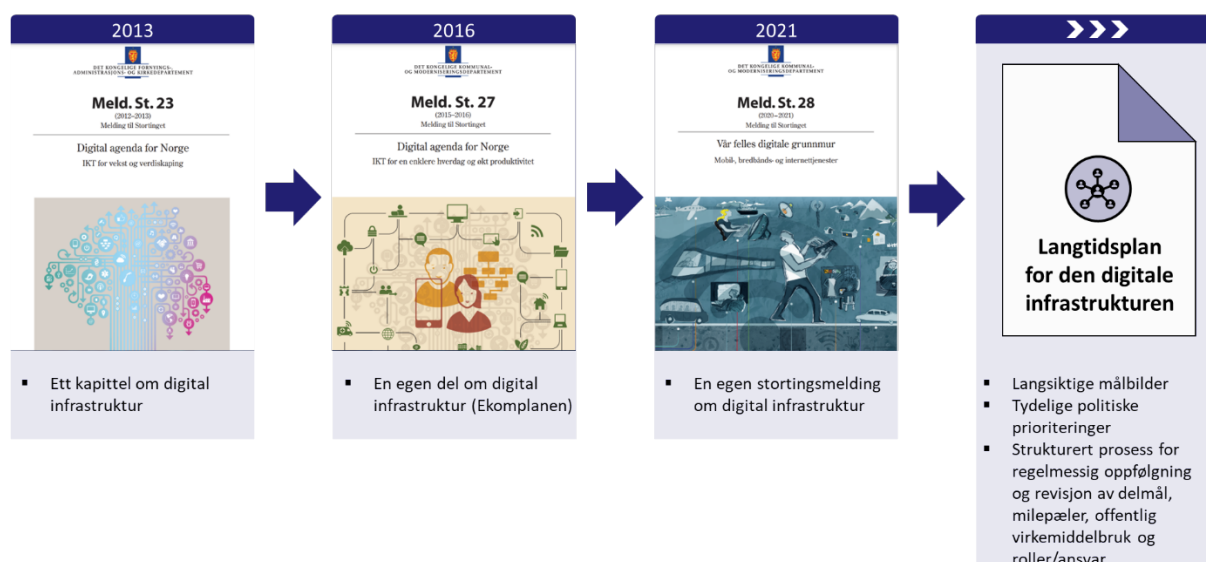 2013
DET KONGELIGE FORNYINGS-,
ADMINISTRASJONS- OG KIRKEDEPARTEMENT
Meld. St. 23
(2012–2013)
Melding til Stortinget
Digital agenda for Norge
IKT for vekst og verdiskaping
▪ Ett kapittel om digital
infrastruktur
2016
DET KONGELIGE KOMMUNAL-
OG MODERNISERINGSDEPARTEMENT
Meld. St. 27
(2015–2016)
Melding til Stortinget
Digital agenda for Norge
IKT for en enklere hverdag og økt produktivitet
▪ En egen del om digital
infrastruktur (Ekomplanen)
2021
DET KONGELIGE KOMMUNAL-
OG MODERNISERINGSDEPARTEMENT
Meld. St. 28
(2020–2021)
Melding til Stortinget
Vår felles digitale grunnmur
Mobil-, bredbånds- og internettjenester
▪ En egen stortingsmelding
om digital infrastruktur
Langtidsplan
for den digitale
infrastrukturen
▪ Langsiktige målbilder
▪ Tydelige politiske
prioriteringer
▪ Strukturert prosess for
regelmessig oppfølgning
og revisjon av delmål,
milepæler, offentlig
virkemiddelbruk og
roller/ansvar